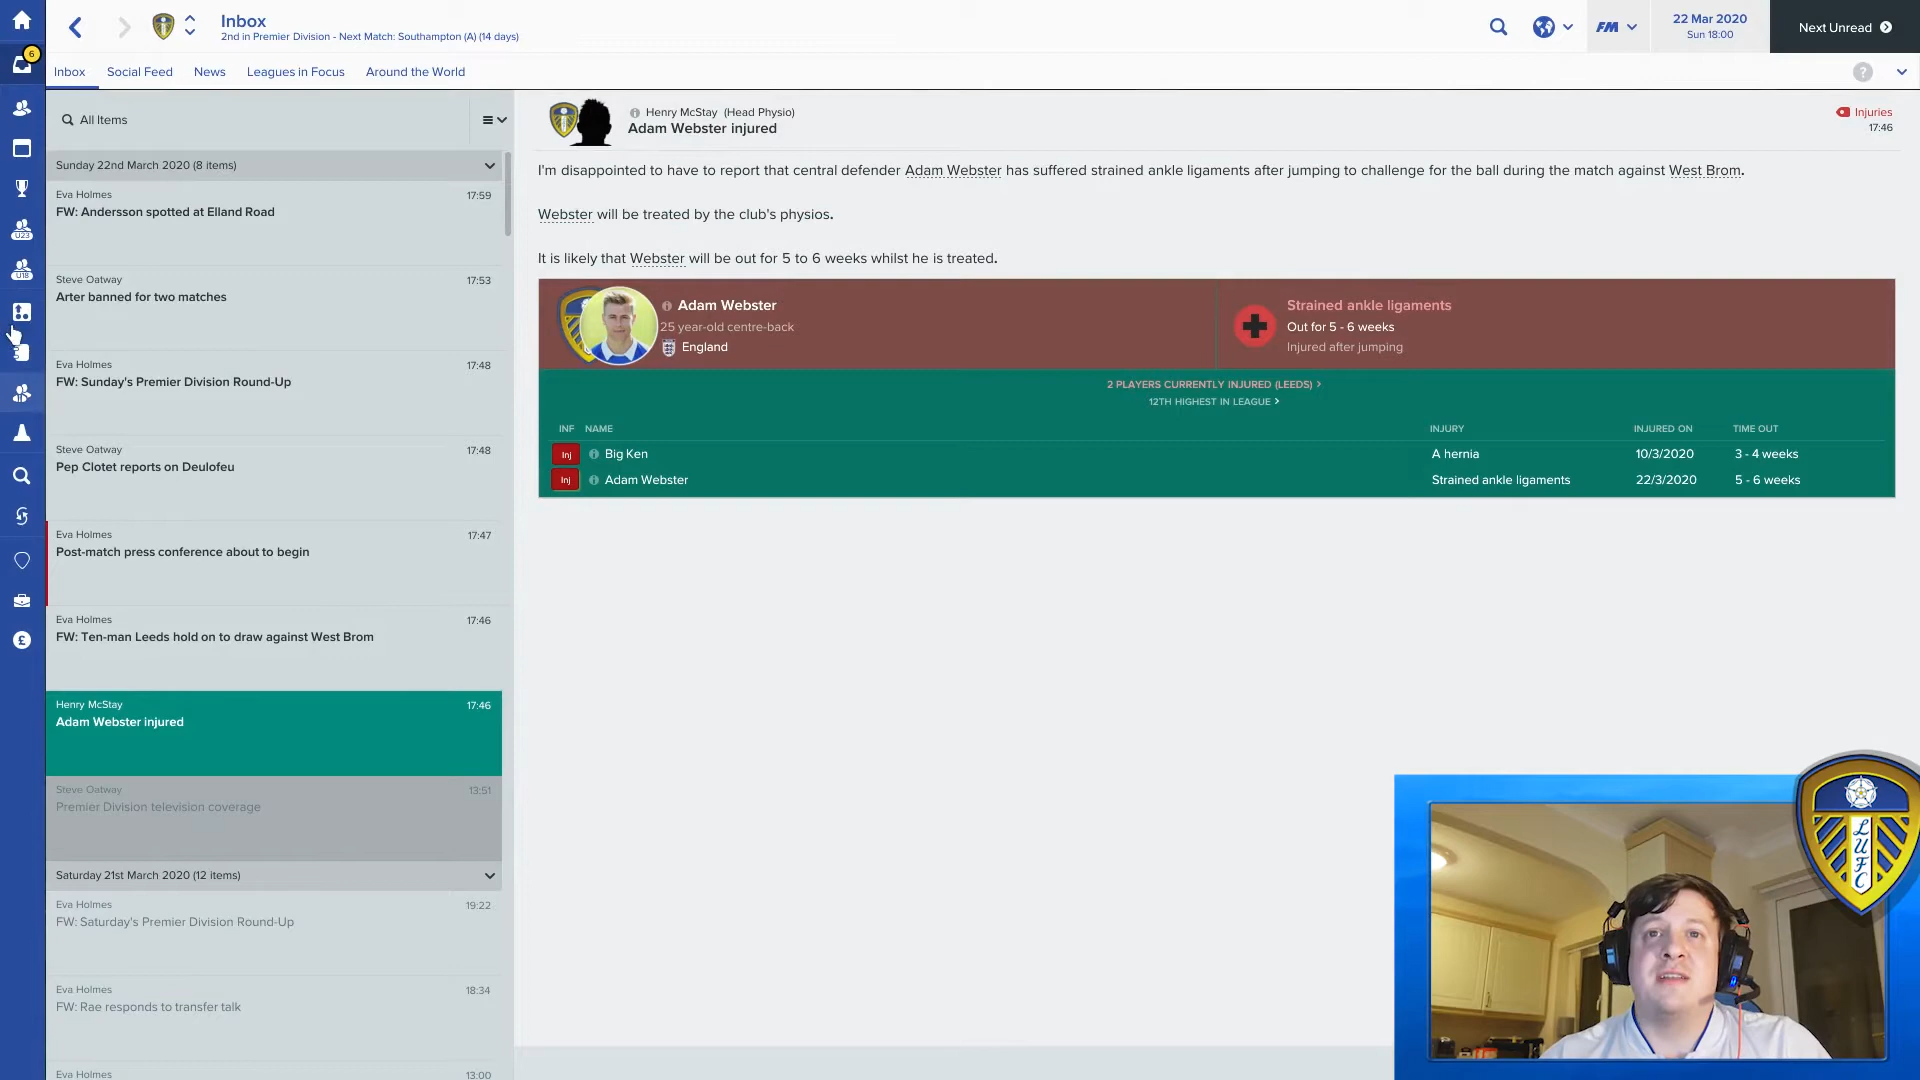 6
Inbox
2nd in Premier Division - Next Match: Southampton (A) (14 days)
FM
22 Mar 2020
Sun 18:00
Next Unread
Inbox
Social Feed
News
Leagues in Focus
Around the World
?
All Items
Sunday 22nd March 2020 (8 items)
Eva Holmes
17:59
FW: Andersson spotted at Elland Road
Steve Oatway
17:53
Arter banned for two matches
Eva Holmes
17:48
FW: Sunday's Premier Division Round-Up
Steve Oatway
17:48
Pep Clotet reports on Deulofeu
Eva Holmes
17:47
Post-match press conference about to begin
Eva Holmes
17:46
FW: Ten-man Leeds hold on to draw against West Brom
Henry McStay
17:46
Adam Webster injured
Steve Oatway
13:51
Premier Division television coverage
Saturday 21st March 2020 (12 items)
Eva Holmes
19:22
FW: Saturday's Premier Division Round-Up
Eva Holmes
18:34
FW: Rae responds to transfer talk
Eva Holmes
13:00
U23
U18
£
Henry McStay (Head Physio)
Adam Webster injured
Injuries
17:46
I'm disappointed to have to report that central defender Adam Webster has suffered strained ankle ligaments after jumping to challenge for the ball during the match against West Brom.
Webster will be treated by the club's physios.
It is likely that Webster will be out for 5 to 6 weeks whilst he is treated.
Adam Webster
25 year-old centre-back
England
Strained ankle ligaments
Out for 5 - 6 weeks
Injured after jumping
2 PLAYERS CURRENTLY INJURED (LEEDS) >
12TH HIGHEST IN LEAGUE >
INF NAME INJURY INJURED ON TIME OUT
Inj Big Ken A hernia 10/3/2020 3 - 4 weeks
Inj Adam Webster Strained ankle ligaments 22/3/2020 5 - 6 weeks
LUFC